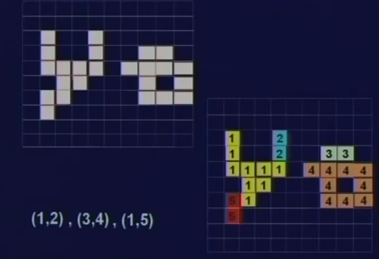 1 2
1 2 3 3
1 1 1 1 4 4 4 4
1 1 4 4
5 1 4 4 4
5
(1,2) , (3,4) , (1,5)